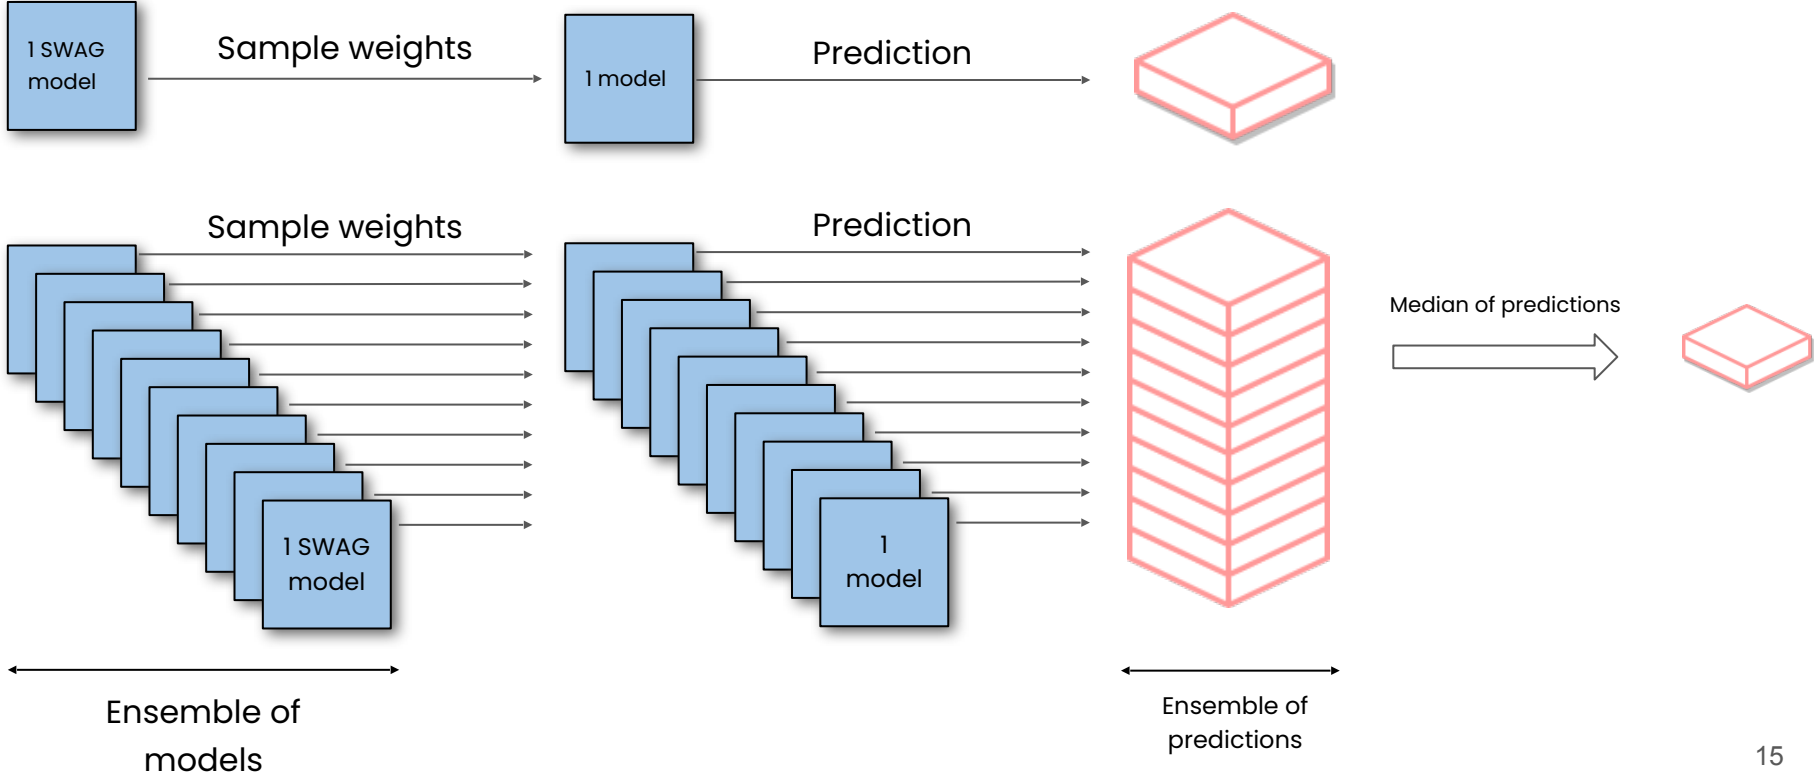 1 SWAG
model
Sample weights
1 model
Prediction
Sample weights
Prediction
Median of predictions
1 SWAG
model
1
model
Ensemble of
models
Ensemble of
predictions
15